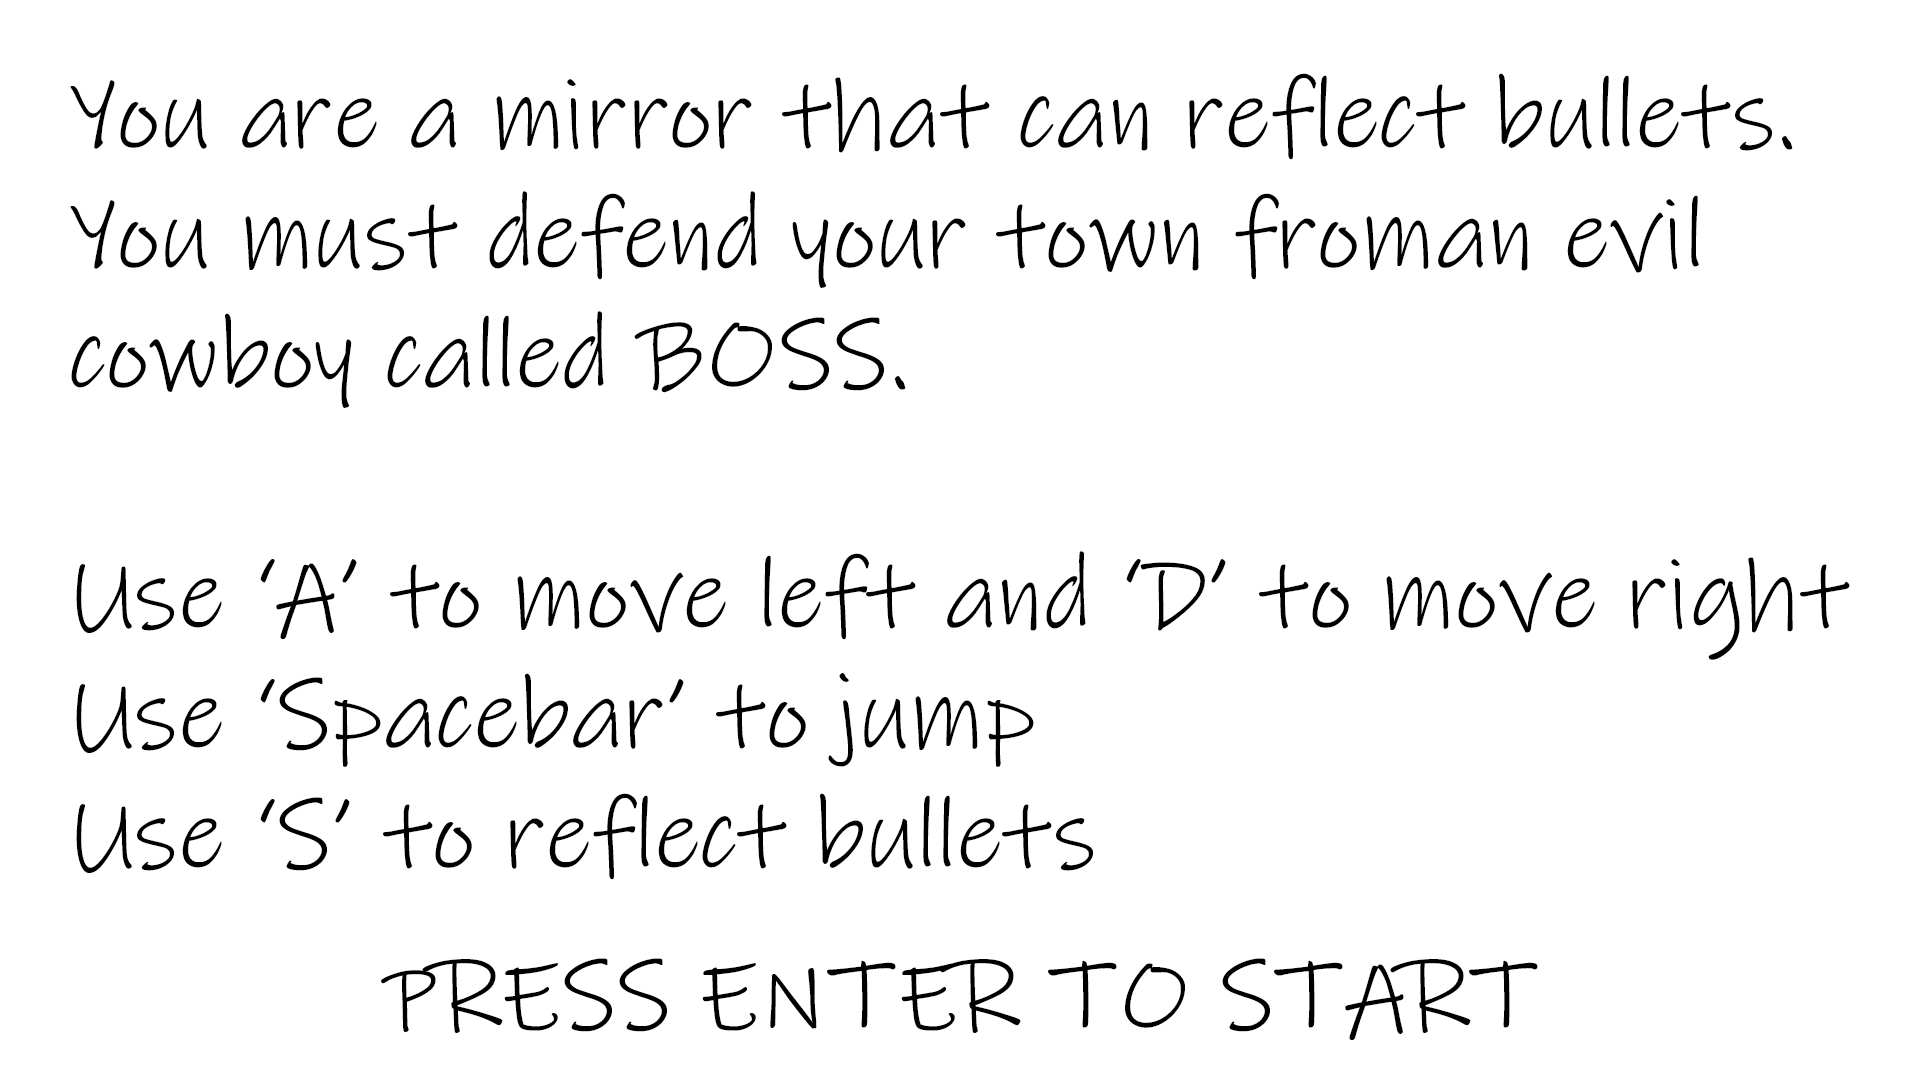 You are a mirror that can reflect bullets.
You must defend your town froman evil
cowboy called BOSS.
Use ‘A’ to move left and ‘D’ to move right
Use ‘Spacebar’ to jump
Use ‘S’ to reflect bullets
PRESS ENTER TO START